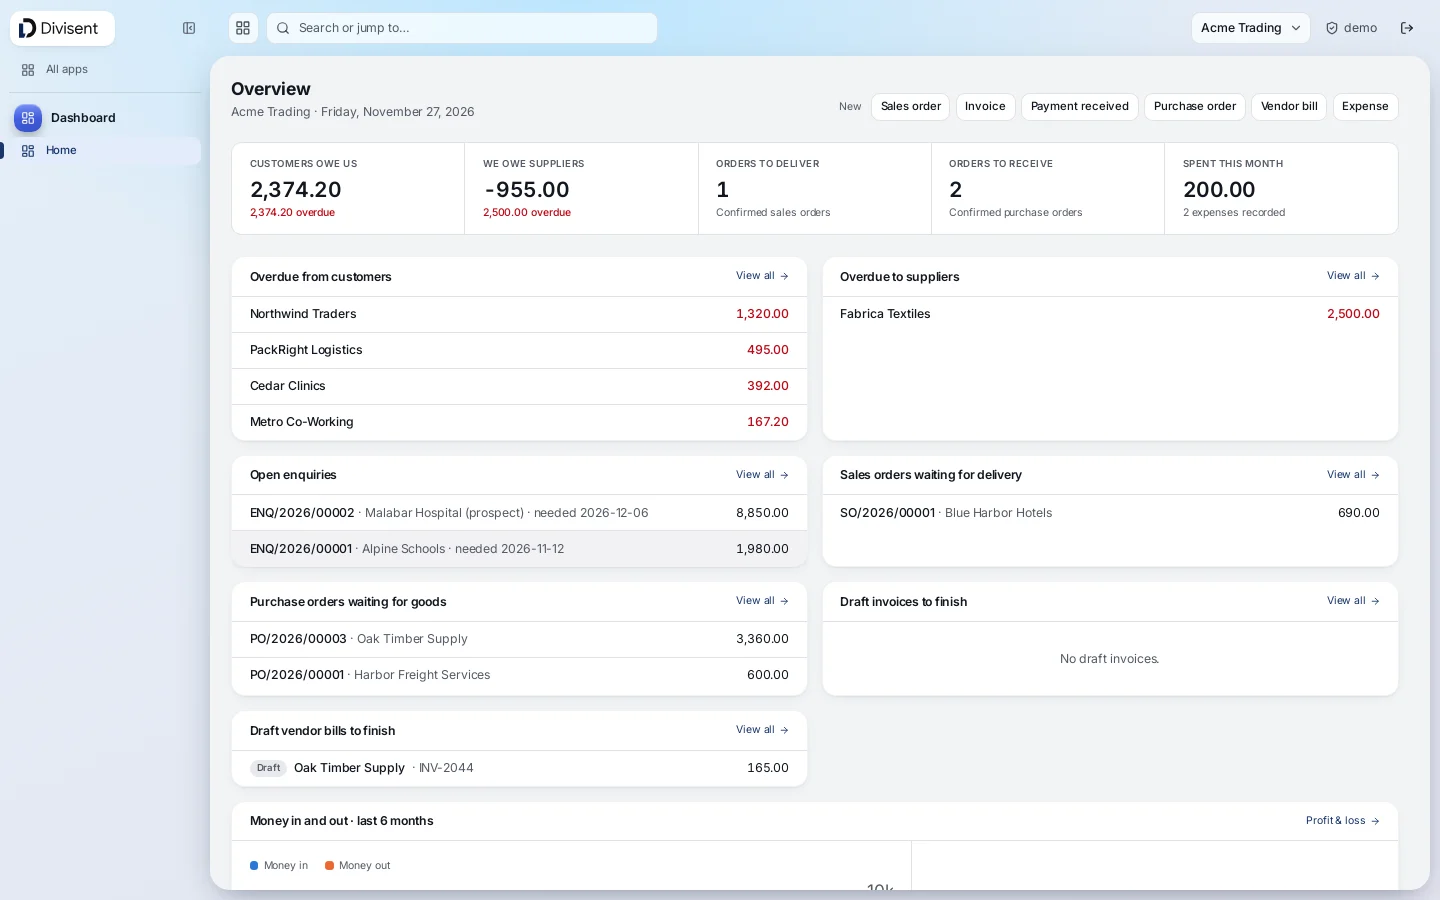 Divisent
Search or jump to...
Acme Trading
demo
All apps
Dashboard
Home
Overview
Acme Trading · Friday, November 27, 2026
New
Sales order
Invoice
Payment received
Purchase order
Vendor bill
Expense
CUSTOMERS OWE US
2,374.20
2,374.20 overdue
WE OWE SUPPLIERS
-955.00
2,500.00 overdue
ORDERS TO DELIVER
1
Confirmed sales orders
ORDERS TO RECEIVE
2
Confirmed purchase orders
SPENT THIS MONTH
200.00
2 expenses recorded
Overdue from customers
View all →
Northwind Traders 1,320.00
PackRight Logistics 495.00
Cedar Clinics 392.00
Metro Co-Working 167.20
Overdue to suppliers
View all →
Fabrica Textiles 2,500.00
Open enquiries
View all →
ENQ/2026/00002 · Malabar Hospital (prospect) · needed 2026-12-06 8,850.00
ENQ/2026/00001 · Alpine Schools · needed 2026-11-12 1,980.00
Sales orders waiting for delivery
View all →
SO/2026/00001 · Blue Harbor Hotels 690.00
Purchase orders waiting for goods
View all →
PO/2026/00003 · Oak Timber Supply 3,360.00
PO/2026/00001 · Harbor Freight Services 600.00
Draft invoices to finish
View all →
No draft invoices.
Draft vendor bills to finish
View all →
Draft Oak Timber Supply · INV-2044 165.00
Money in and out · last 6 months
Profit & loss →
Money in
Money out
10k